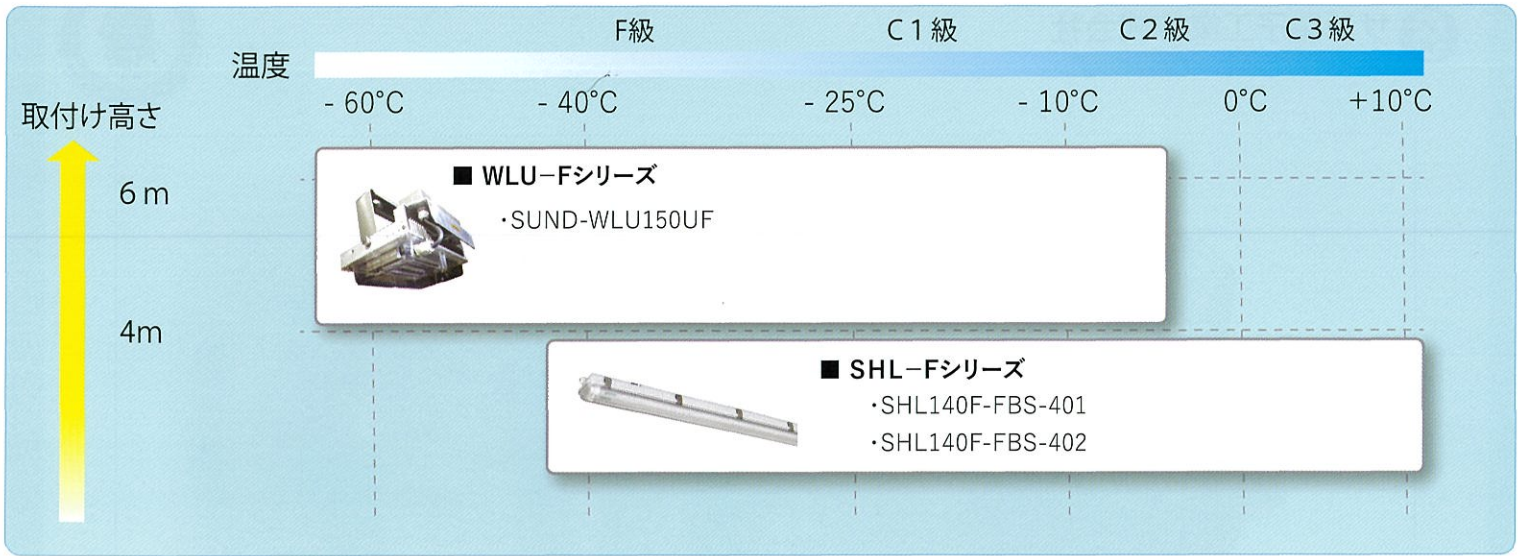 F級 C1級 C2級 C3級
温度
- 60°C - 40°C - 25°C - 10°C 0°C +10°C
取付け高さ
6m
■ WLU−Fシリーズ
・SUND-WLU150UF
4m
■ SHL−Fシリーズ
・SHL140F-FBS-401
・SHL140F-FBS-402